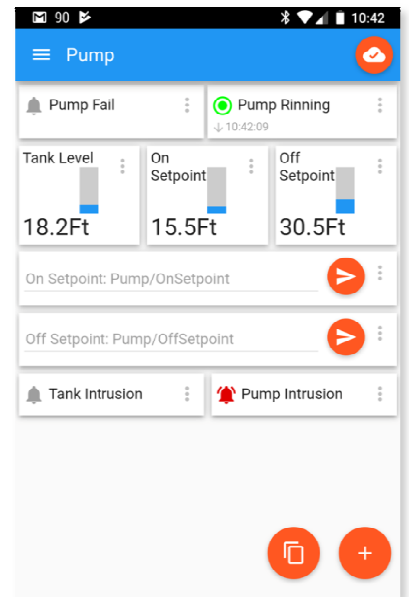 90 10:42
Pump
Pump Fail
Pump Rinning
10:42:09
Tank Level
18.2Ft
On
Setpoint
15.5Ft
Off
Setpoint
30.5Ft
On Setpoint: Pump/OnSetpoint
Off Setpoint: Pump/OffSetpoint
Tank Intrusion
Pump Intrusion